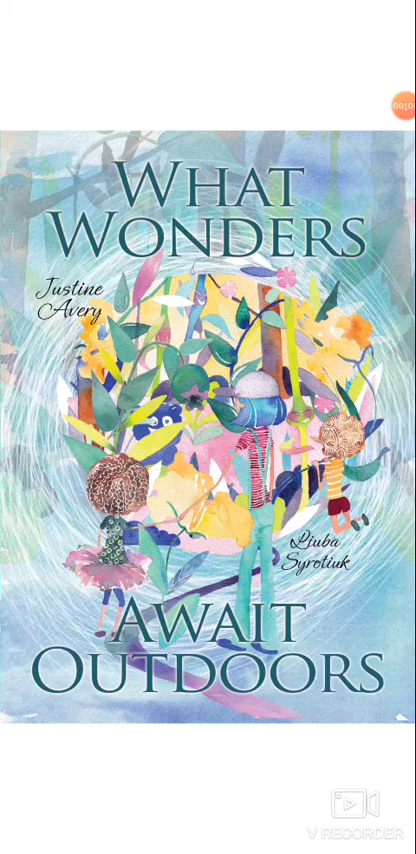 WHAT
WONDERS
Justine
Avery
Liuba
Syrotiuk
AWAIT
OUTDOORS
V RECORDER